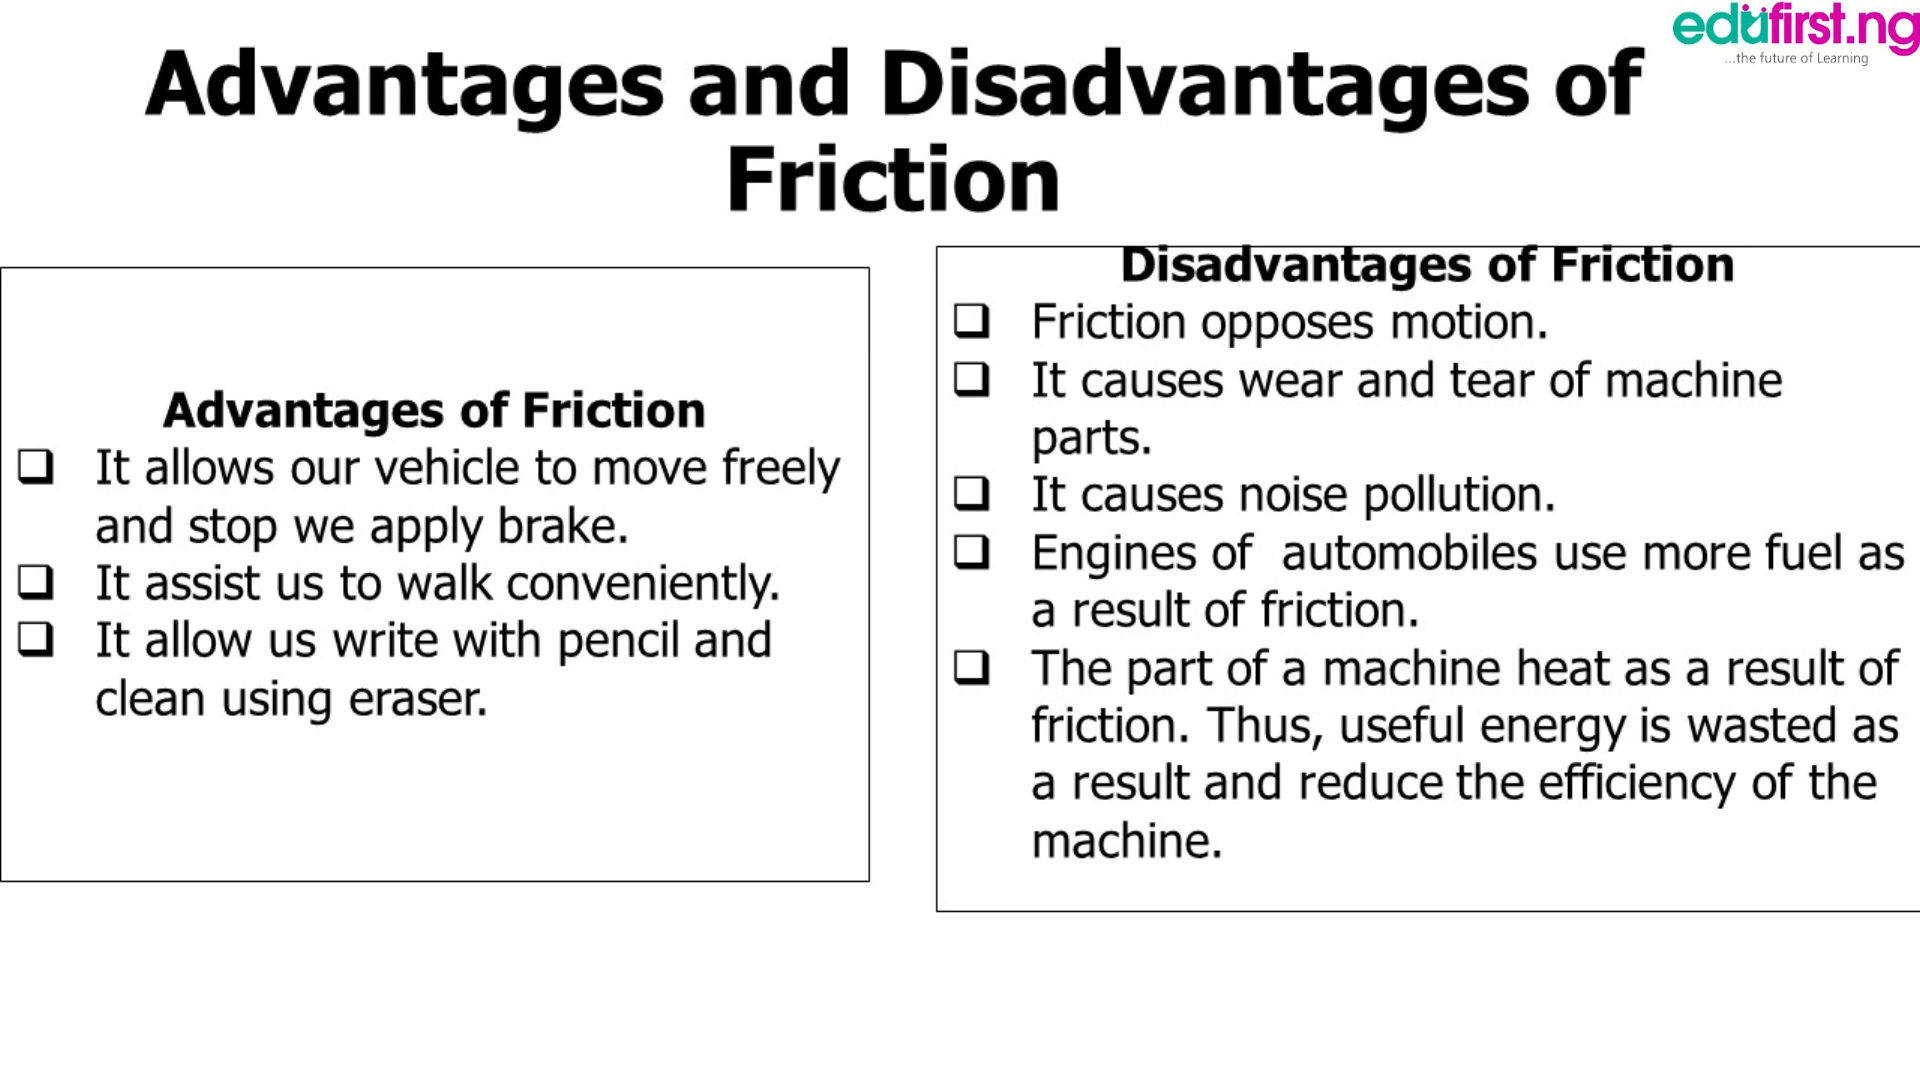 edufirst.ng
...the future of Learning
Advantages and Disadvantages of
Friction
Advantages of Friction
❑ It allows our vehicle to move freely
and stop we apply brake.
❑ It assist us to walk conveniently.
❑ It allow us write with pencil and
clean using eraser.
Disadvantages of Friction
❑ Friction opposes motion.
❑ It causes wear and tear of machine
parts.
❑ It causes noise pollution.
❑ Engines of  automobiles use more fuel as
a result of friction.
❑ The part of a machine heat as a result of
friction. Thus, useful energy is wasted as
a result and reduce the efficiency of the
machine.